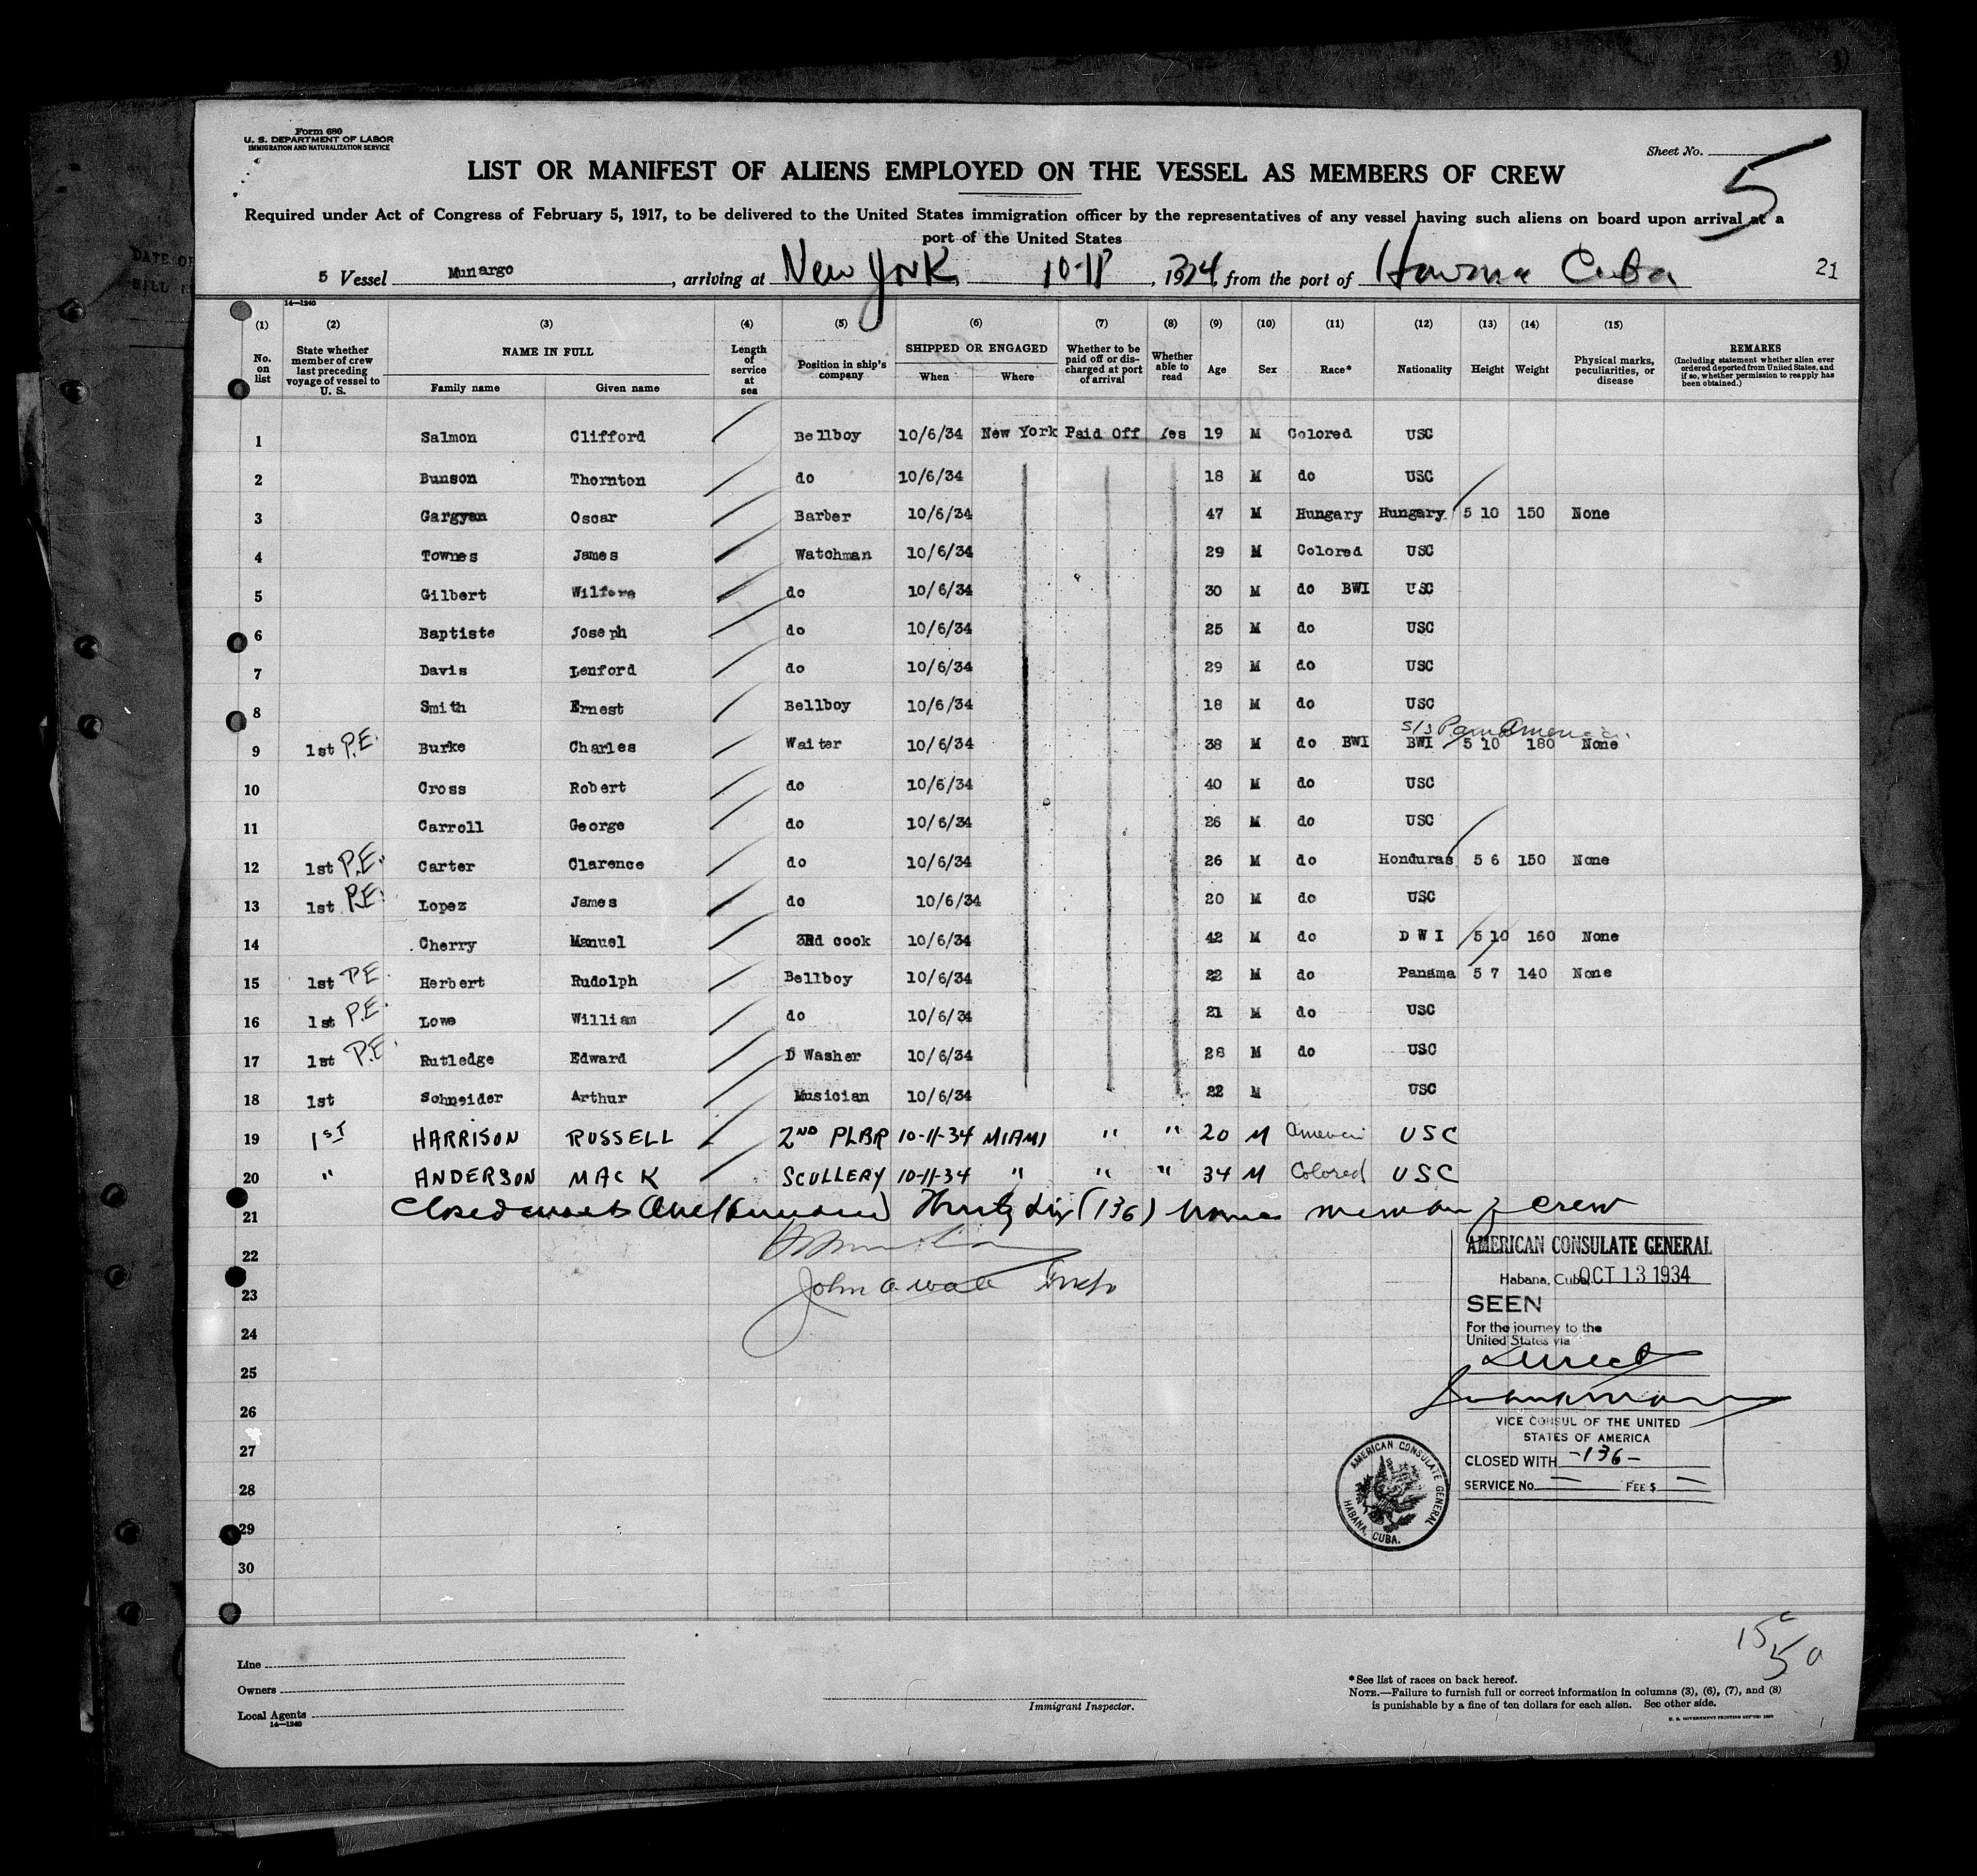 Form 680
U. S. DEPARTMENT OF LABOR
IMMIGRATION AND NATURALIZATION SERVICE
Sheet No. 5
LIST OR MANIFEST OF ALIENS EMPLOYED ON THE VESSEL AS MEMBERS OF CREW
Required under Act of Congress of February 5, 1917, to be delivered to the United States immigration officer by the representatives of any vessel having such aliens on board upon arrival at a
port of the United States
5 Vessel Munargo, arriving at New York, from the port of Havana Cuba 21
14—1240
(1) (2) (3) (4) (5) (6) (7) (8) (9) (10) (11) (12) (13) (14) (15)
No. on list
State whether member of crew last preceding voyage of vessel to U. S.
NAME IN FULL
Family name Given name
Length of service at sea
Position in ship's company
SHIPPED OR ENGAGED
When Where
Whether to be paid off or discharged at port of arrival
Whether able to read
Age Sex Race* Nationality Height Weight
Physical marks, peculiarities, or disease
REMARKS
(Including statement whether alien ever ordered deported from United States, and if so, whether permission to reapply has been obtained.)
1 Salmon Clifford Bellboy 10/6/34 New York Paid Off Yes 19 M Colored USC
2 Bunson Thornton do 10/6/34 18 M do USC
3 Gargyan Oscar Barber 10/6/34 47 M Hungary Hungary 5 10 150 None
4 Townes James Watchman 10/6/34 29 M Colored USC
5 Gilbert Wilfore do 10/6/34 30 M do BWI USC
6 Baptiste Joseph do 10/6/34 25 M do USC
7 Davis Lenford do 10/6/34 29 M do USC
8 Smith Ernest Bellboy 10/6/34 18 M do USC
s/s Pan America
9 1st P.E. Burke Charles Waiter 10/6/34 38 M do BWI BWI 5 10 180 None
10 Cross Robert do 10/6/34 40 M do USC
11 Carroll George do 10/6/34 26 M do USC
12 1st P.E. Carter Clarence do 10/6/34 26 M do Honduras 5 6 150 None
13 1st P.E. Lopez James do 10/6/34 20 M do USC
14 Cherry Manuel 3Rd cook 10/6/34 42 M do D W I 5 10 160 None
15 1st P.E. Herbert Rudolph Bellboy 10/6/34 22 M do Panama 5 7 140 None
16 1st P.E. Lowe William do 10/6/34 21 M do USC
17 1st P.E. Rutledge Edward D Washer 10/6/34 28 M do USC
18 1st Schneider Arthur Musician 10/6/34 22 M USC
19 1ST HARRISON RUSSELL 2ND PLBR 10-11-34 MIAMI " " 20 M USC
20 " ANDERSON MACK SCULLERY 10-11-34 " " " 34 M Colored USC
21 Closed Thirty Six (136) crew
22
23 John A.
24
25
26
27
28
29
30
AMERICAN CONSULATE GENERAL
Habana, Cuba, OCT 13 1934
SEEN
For the journey to the
United States via
Direct
VICE CONSUL OF THE UNITED
STATES OF AMERICA
CLOSED WITH -136-
SERVICE No. — FEE $ —
AMERICAN CONSULATE GENERAL
HABANA, CUBA.
Line
Owners
Local Agents
14—1240
Immigrant Inspector.
*See list of races on back hereof.
NOTE.—Failure to furnish full or correct information in columns (3), (6), (7), and (8)
is punishable by a fine of ten dollars for each alien. See other side.